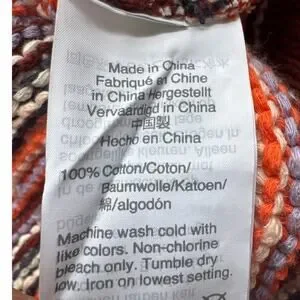 Made in China
Fabriqué en Chine
in China Hergestellt
Vervaardigd in China
中国製
Hecho en China
100% Cotton/Coton/
Baumwolle/Katoen/
綿/algodón
Machine wash cold with
like colors. Non-chlorine
bleach only. Tumble dry
low. Iron on lowest setting.